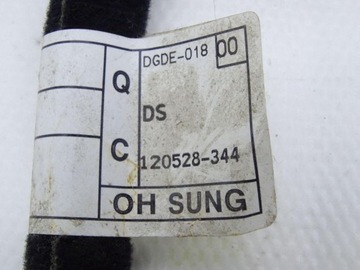 DGDE-018 00
Q
DS
C
120528-344
OH SUNG